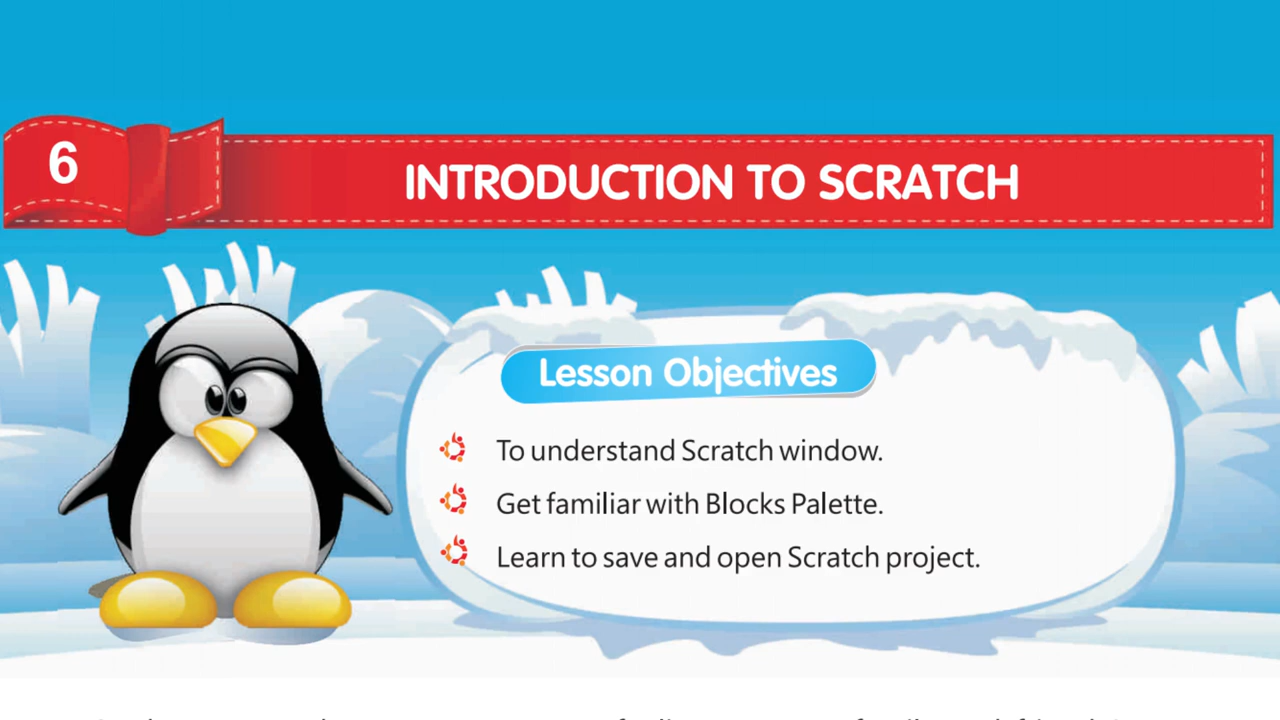 6
INTRODUCTION TO SCRATCH
Lesson Objectives
To understand Scratch window.
Get familiar with Blocks Palette.
Learn to save and open Scratch project.